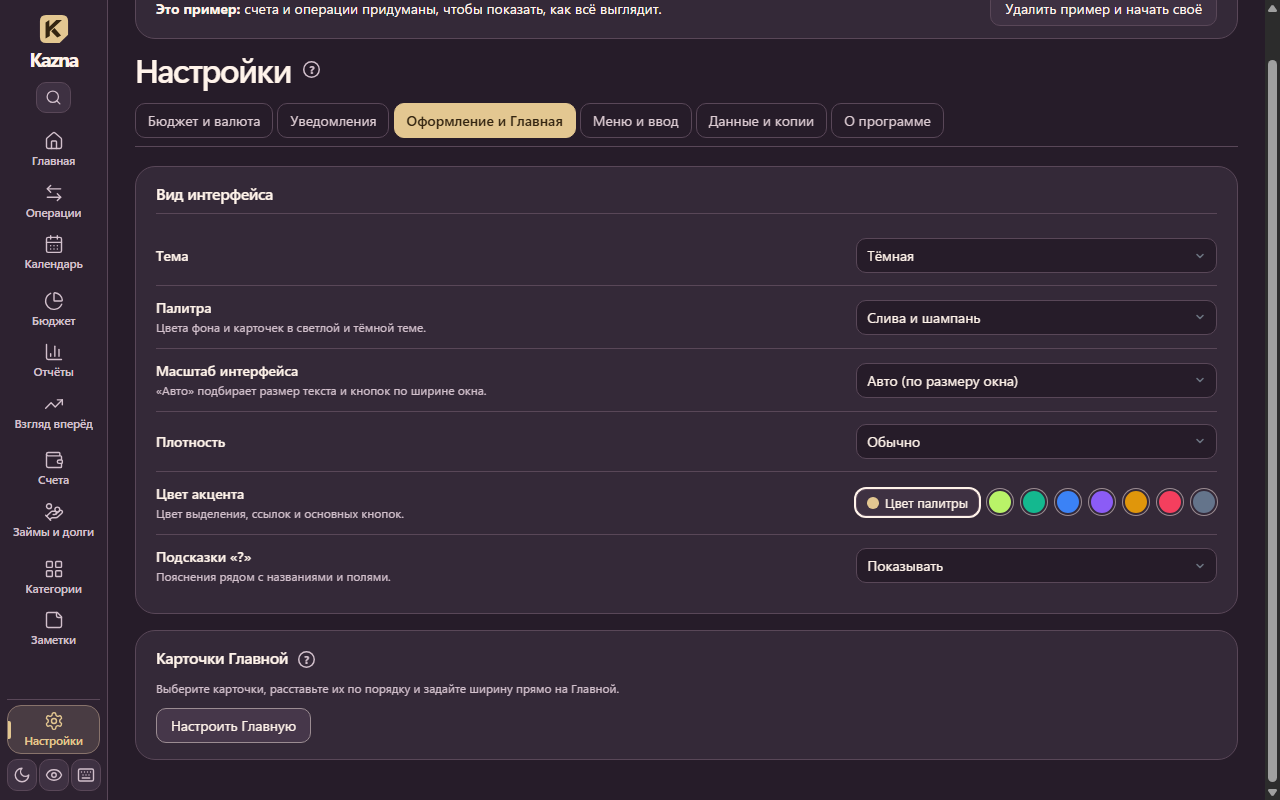 Kazna
Главная
Операции
Календарь
Бюджет
Отчёты
Взгляд вперёд
Счета
Займы и долги
Категории
Заметки
Настройки
Это пример: счета и операции придуманы, чтобы показать, как всё выглядит.
Удалить пример и начать своё
Настройки ?
Бюджет и валюта
Уведомления
Оформление и Главная
Меню и ввод
Данные и копии
О программе
Вид интерфейса
Тема
Тёмная
Палитра
Цвета фона и карточек в светлой и тёмной теме.
Слива и шампань
Масштаб интерфейса
«Авто» подбирает размер текста и кнопок по ширине окна.
Авто (по размеру окна)
Плотность
Обычно
Цвет акцента
Цвет выделения, ссылок и основных кнопок.
Цвет палитры
Подсказки «?»
Пояснения рядом с названиями и полями.
Показывать
Карточки Главной ?
Выберите карточки, расставьте их по порядку и задайте ширину прямо на Главной.
Настроить Главную